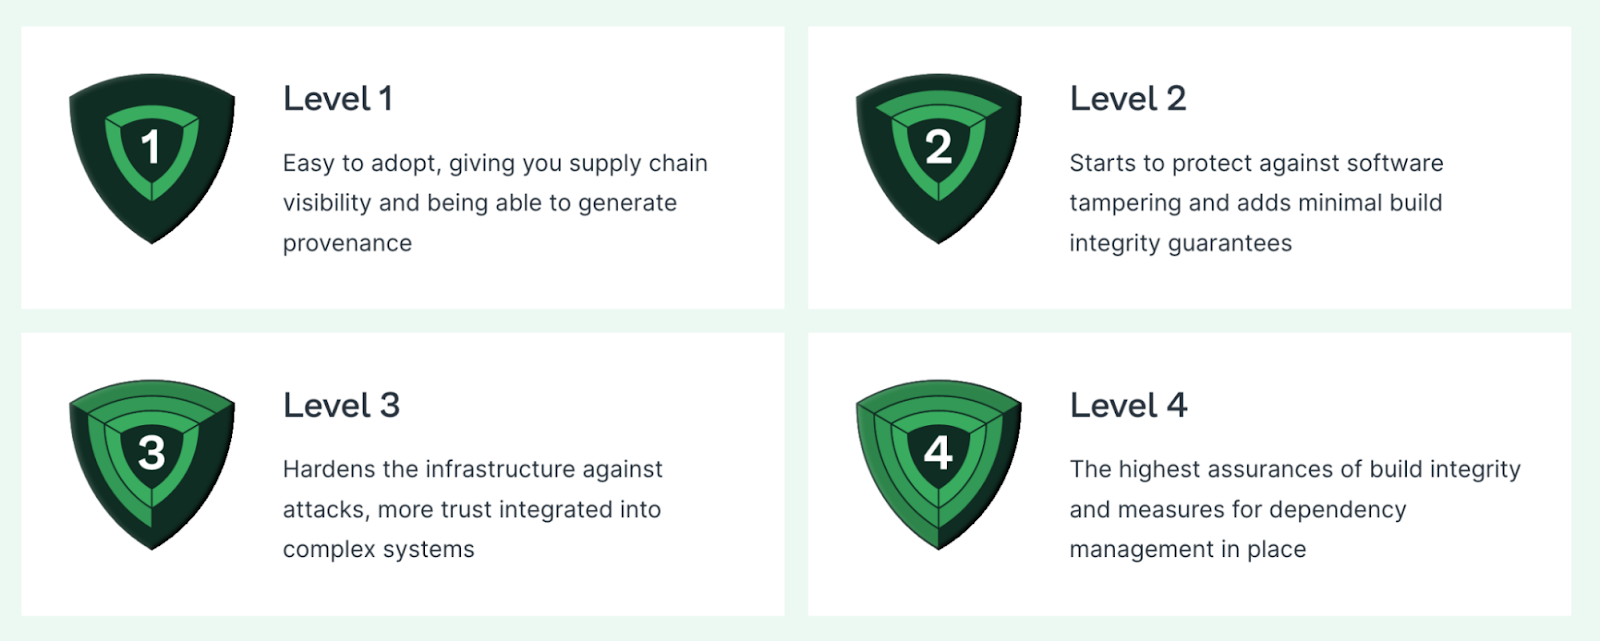 1
Level 1
Easy to adopt, giving you supply chain
visibility and being able to generate
provenance
2
Level 2
Starts to protect against software
tampering and adds minimal build
integrity guarantees
3
Level 3
Hardens the infrastructure against
attacks, more trust integrated into
complex systems
4
Level 4
The highest assurances of build integrity
and measures for dependency
management in place